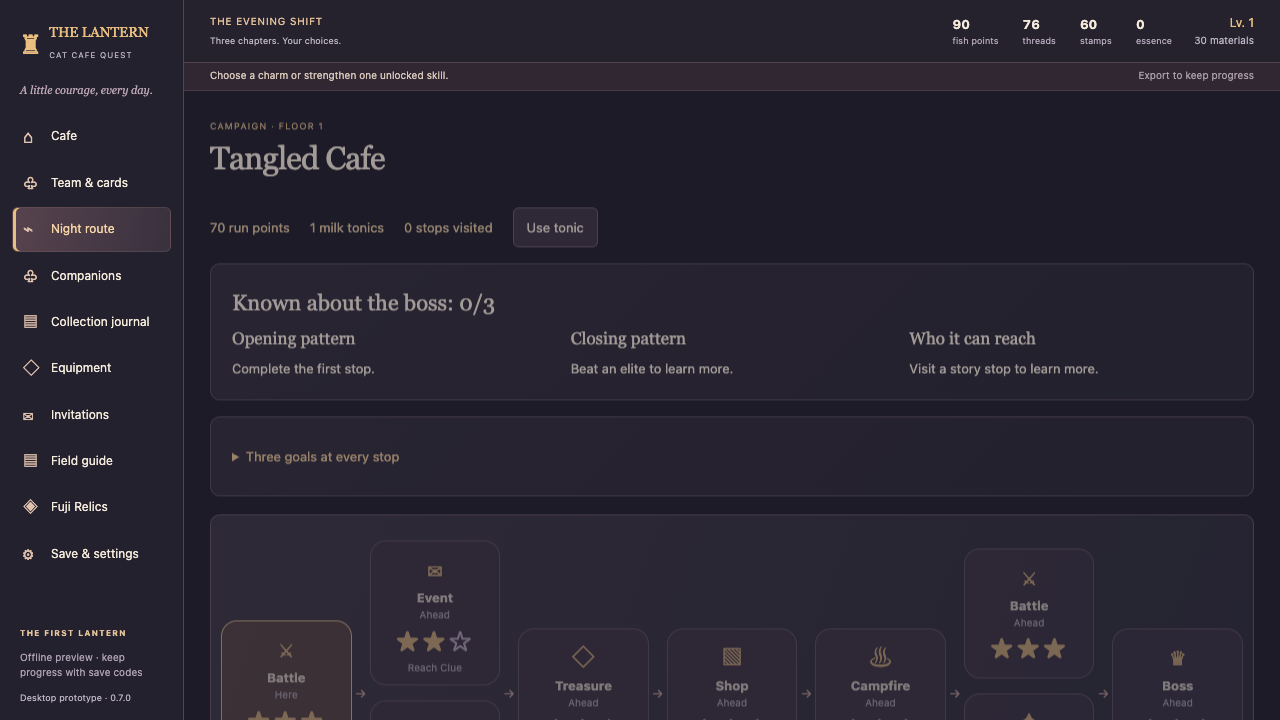 THE LANTERN
CAT CAFE QUEST
A little courage, every day.
Cafe
Team & cards
Night route
Companions
Collection journal
Equipment
Invitations
Field guide
Fuji Relics
Save & settings
THE FIRST LANTERN
Offline preview · keep
progress with save codes
Desktop prototype · 0.7.0
THE EVENING SHIFT
Three chapters. Your choices.
90 fish points
76 threads
60 stamps
0 essence
Lv. 1
30 materials
Choose a charm or strengthen one unlocked skill.
Export to keep progress
CAMPAIGN · FLOOR 1
Tangled Cafe
70 run points
1 milk tonics
0 stops visited
Use tonic
Known about the boss: 0/3
Opening pattern
Complete the first stop.
Closing pattern
Beat an elite to learn more.
Who it can reach
Visit a story stop to learn more.
Three goals at every stop
Battle
Here
Event
Ahead
Reach Clue
Treasure
Ahead
Shop
Ahead
Campfire
Ahead
Battle
Ahead
Boss
Ahead